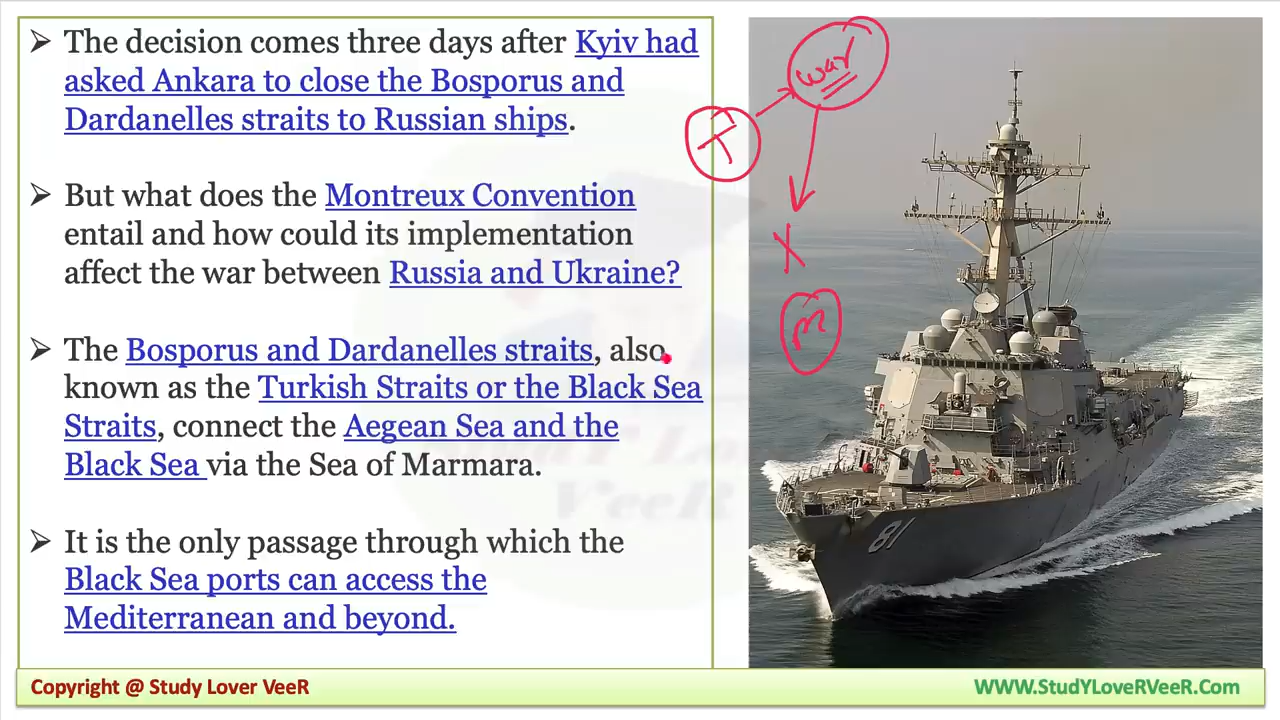 ➢ The decision comes three days after Kyiv had
asked Ankara to close the Bosporus and
Dardanelles straits to Russian ships.
➢ But what does the Montreux Convention
entail and how could its implementation
affect the war between Russia and Ukraine?
➢ The Bosporus and Dardanelles straits, also
known as the Turkish Straits or the Black Sea
Straits, connect the Aegean Sea and the
Black Sea via the Sea of Marmara.
➢ It is the only passage through which the
Black Sea ports can access the
Mediterranean and beyond.
war
T
X
m
81
Copyright @ Study Lover VeeR
WWW.StudYLoveRVeeR.Com